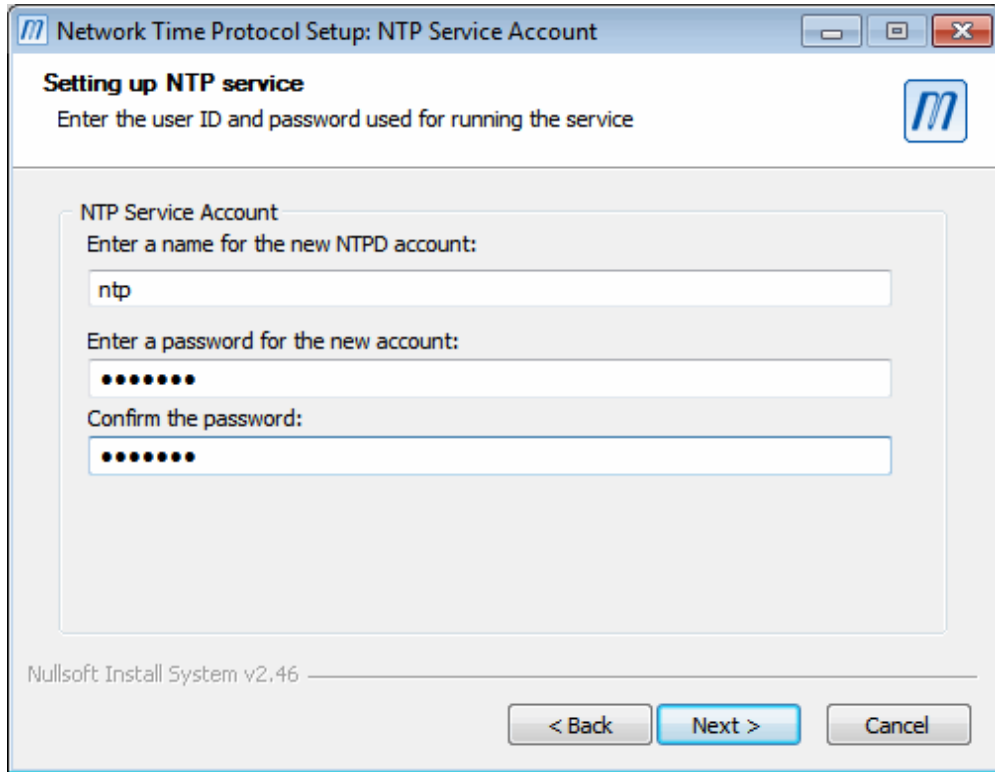 Network Time Protocol Setup: NTP Service Account
Setting up NTP service
Enter the user ID and password used for running the service
NTP Service Account
Enter a name for the new NTPD account:
ntp
Enter a password for the new account:
•••••••
Confirm the password:
•••••••
Nullsoft Install System v2.46
< Back Next > Cancel